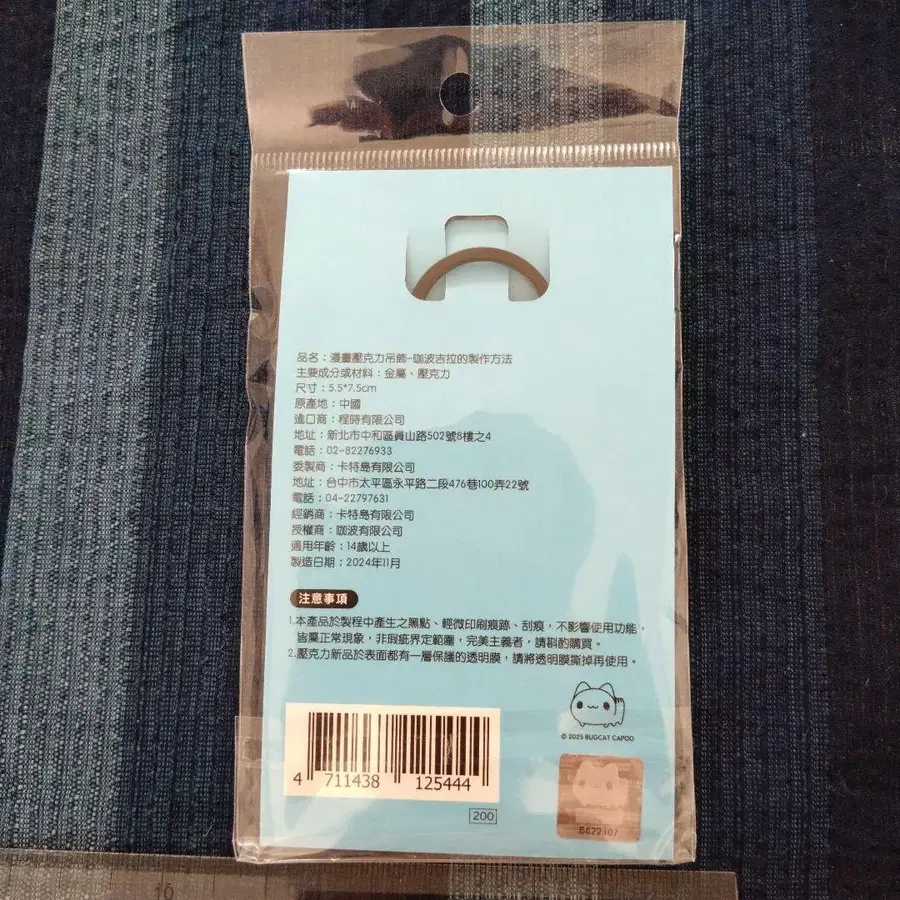 品名：漫畫壓克力吊飾-咖波吉拉的製作方法
主要成分或材料：金屬、壓克力
尺寸：5.5*7.5cm
原產地：中國
進口商：程時有限公司
地址：新北市中和區員山路502號8樓之4
電話：02-82276933
委製商：卡特島有限公司
地址：台中市太平區永平路二段476巷100弄22號
電話：04-22797631
經銷商：卡特島有限公司
授權商：咖波有限公司
適用年齡：14歲以上
製造日期：2024年11月
注意事項
1.本產品於製程中產生之黑點、輕微印刷痕跡、刮痕，不影響使用功能，
皆屬正常現象，非瑕疵界定範圍，完美主義者，請斟酌購買。
2.壓克力新品於表面都有一層保護的透明膜，請將透明膜撕掉再使用。
© 2025 BUGCAT CAPOO
4 711438 125444
200
B622107
10